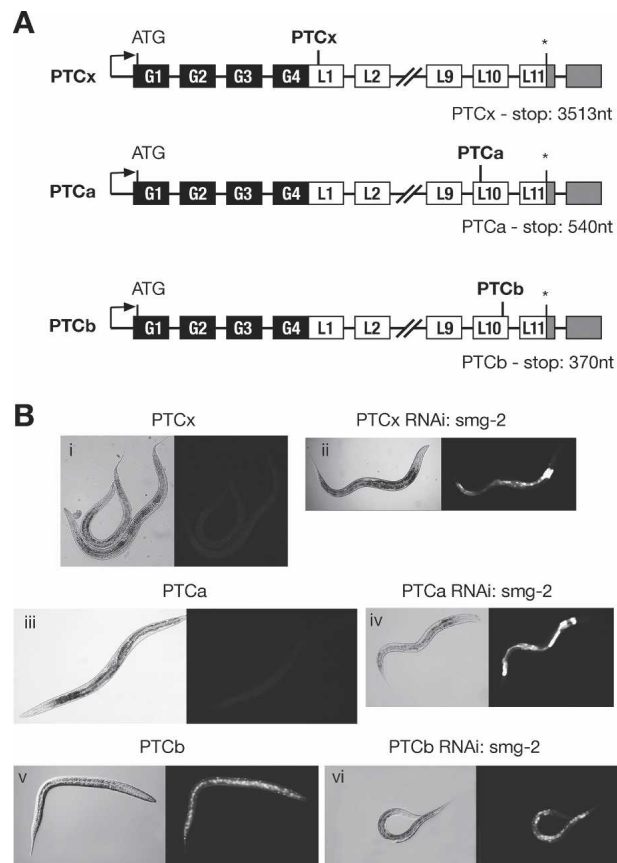 A
PTCx
ATG
PTCx
*
G1 G2 G3 G4 L1 L2 L9 L10 L11
PTCx - stop: 3513nt
PTCa
ATG
PTCa
*
G1 G2 G3 G4 L1 L2 L9 L10 L11
PTCa - stop: 540nt
PTCb
ATG
PTCb
*
G1 G2 G3 G4 L1 L2 L9 L10 L11
PTCb - stop: 370nt
B
PTCx
PTCx RNAi: smg-2
i
ii
PTCa
PTCa RNAi: smg-2
iii
iv
PTCb
PTCb RNAi: smg-2
v
vi